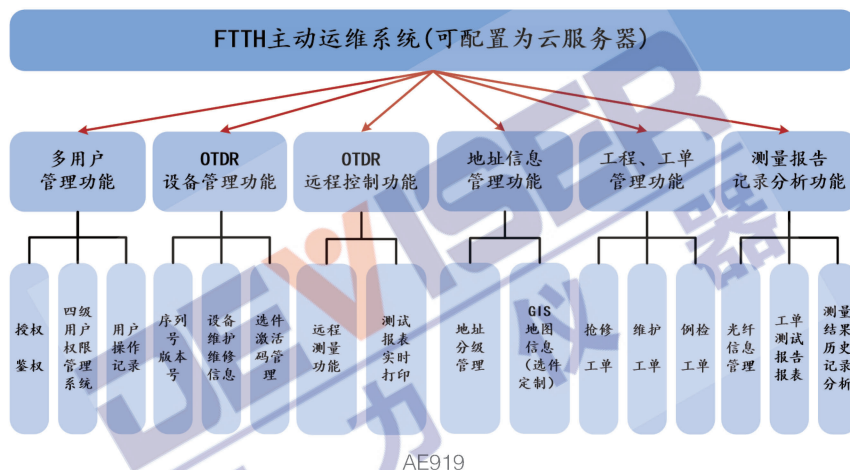 FTTH主动运维系统(可配置为云服务器)
多用户
管理功能
OTDR
设备管理功能
OTDR
远程控制功能
地址信息
管理功能
工程、工单
管理功能
测量报告
记录分析功能
授权
鉴权
四级
用户
权限
管理
系统
用户
操作
记录
序列
号
版本
号
设备
维护
维修
信息
选件
激活
码管
理
远程
测量
功能
测试
报表
实时
打印
地址
分级
管理
GIS
地图
信息
(选件
定制)
抢修
工单
维护
工单
例检
工单
光纤
信息
管理
工单
测试
报告
报表
测量
结果
历史
记录
分析
DEVISER
力仪器
AE919